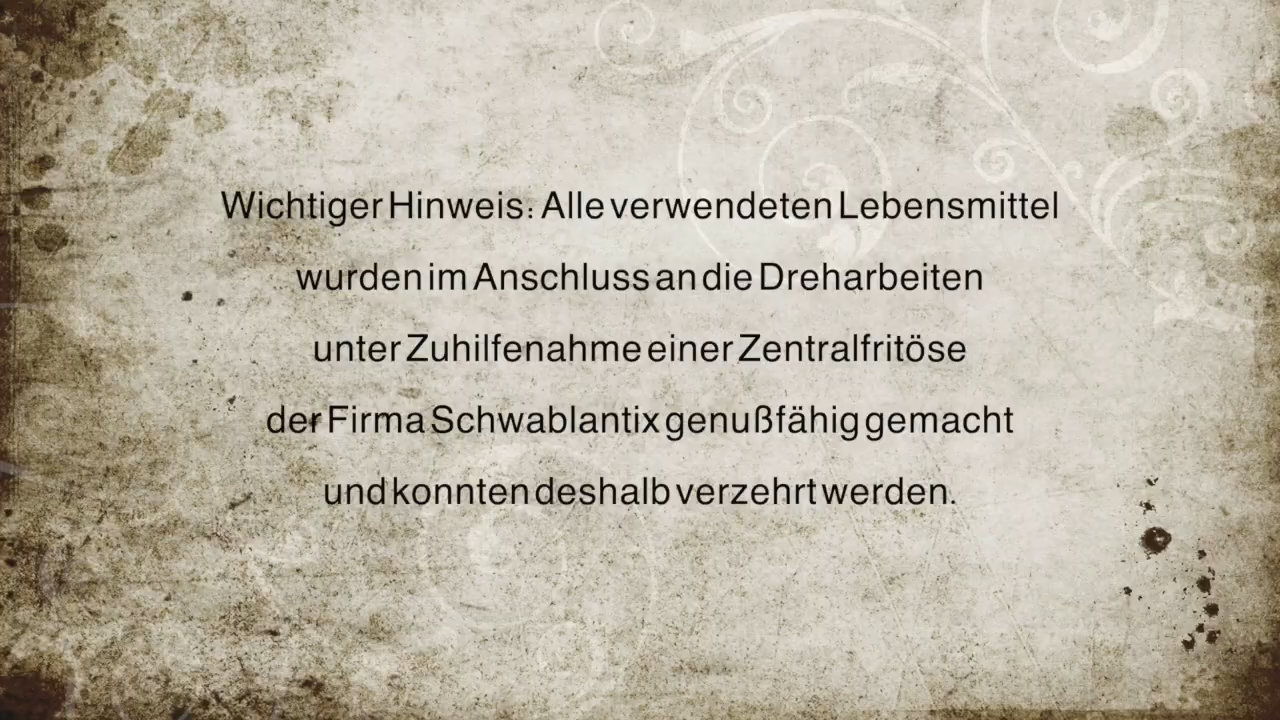 Wichtiger Hinweis: Alle verwendeten Lebensmittel
wurden im Anschluss an die Dreharbeiten
unter Zuhilfenahme einer Zentralfritöse
der Firma Schwablantix genußfähig gemacht
und konnten deshalb verzehrt werden.